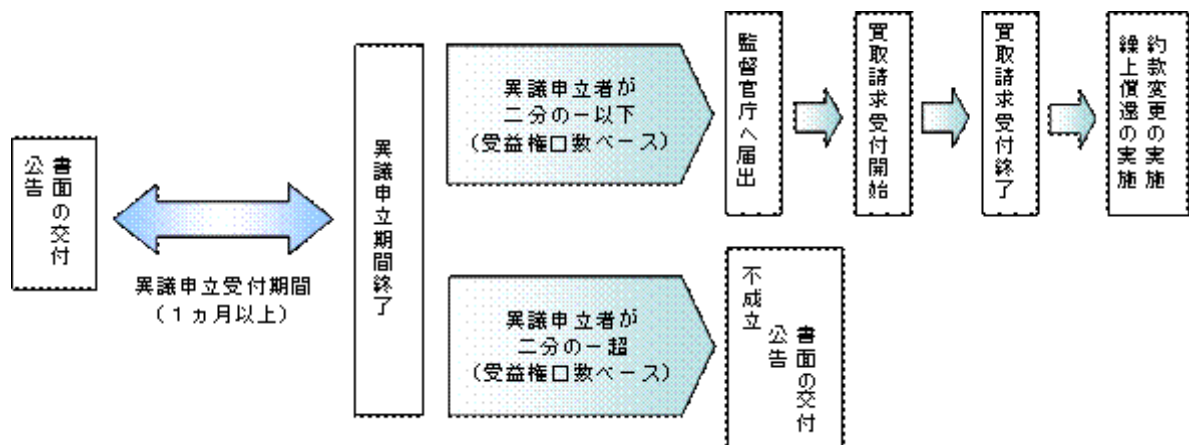 書面の交付
公告
異議申立受付期間
（１ヵ月以上）
異議申立期間終了
異議申立者が
二分の一以下
（受益権口数ベース）
監督官庁へ届出
買取請求受付開始
買取請求受付終了
約款変更の実施
繰上償還の実施
異議申立者が
二分の一超
（受益権口数ベース）
不成立
書面の交付
公告